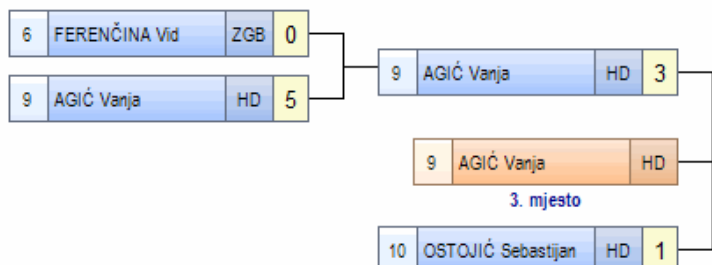 6 FERENČINA Vid ZGB 0
9 AGIĆ Vanja HD 5
9 AGIĆ Vanja HD 3
9 AGIĆ Vanja HD
3. mjesto
10 OSTOJIĆ Sebastijan HD 1